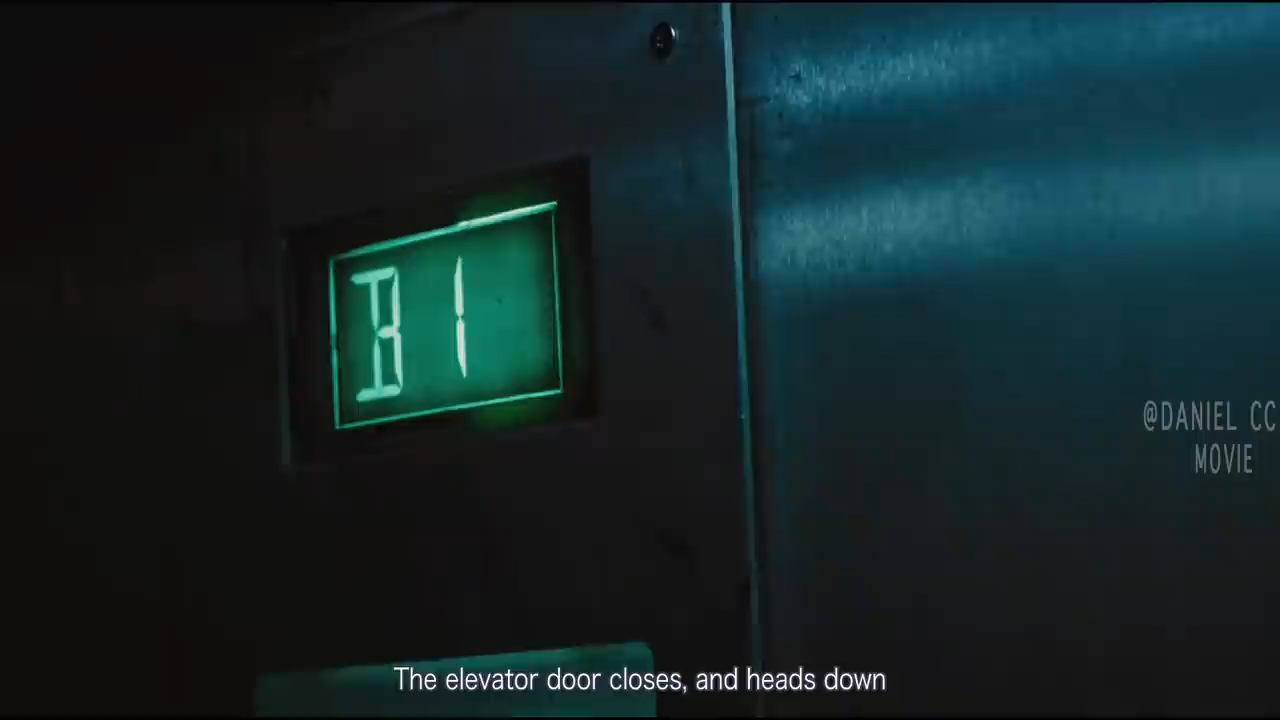 B1
@DANIEL CC
MOVIE
The elevator door closes, and heads down